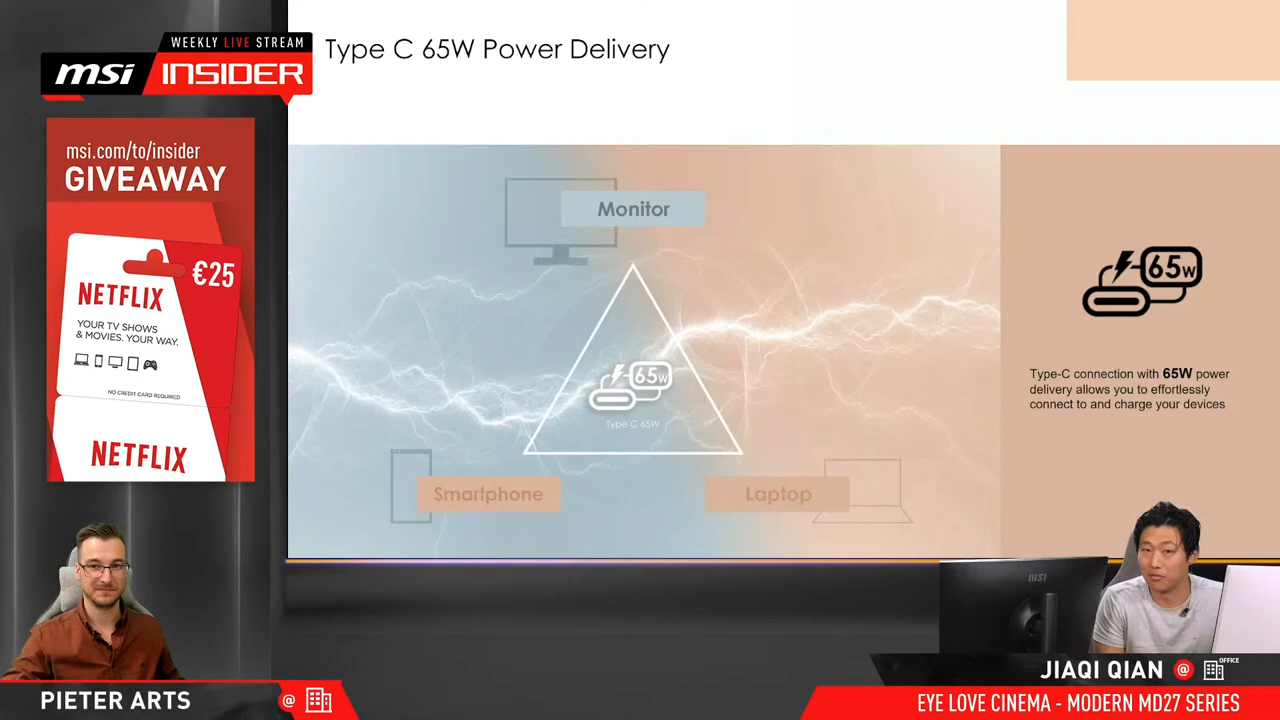 WEEKLY LIVE STREAM
msi INSIDER
msi.com/to/insider
GIVEAWAY
€25
NETFLIX
YOUR TV SHOWS
& MOVIES. YOUR WAY.
NO CREDIT CARD REQUIRED
NETFLIX
Type C 65W Power Delivery
Monitor
65W
Type C 65W
Smartphone
Laptop
65W
Type-C connection with 65W power
delivery allows you to effortlessly
connect to and charge your devices
msi
PIETER ARTS @
JIAQI QIAN @ OFFICE
EYE LOVE CINEMA - MODERN MD27 SERIES